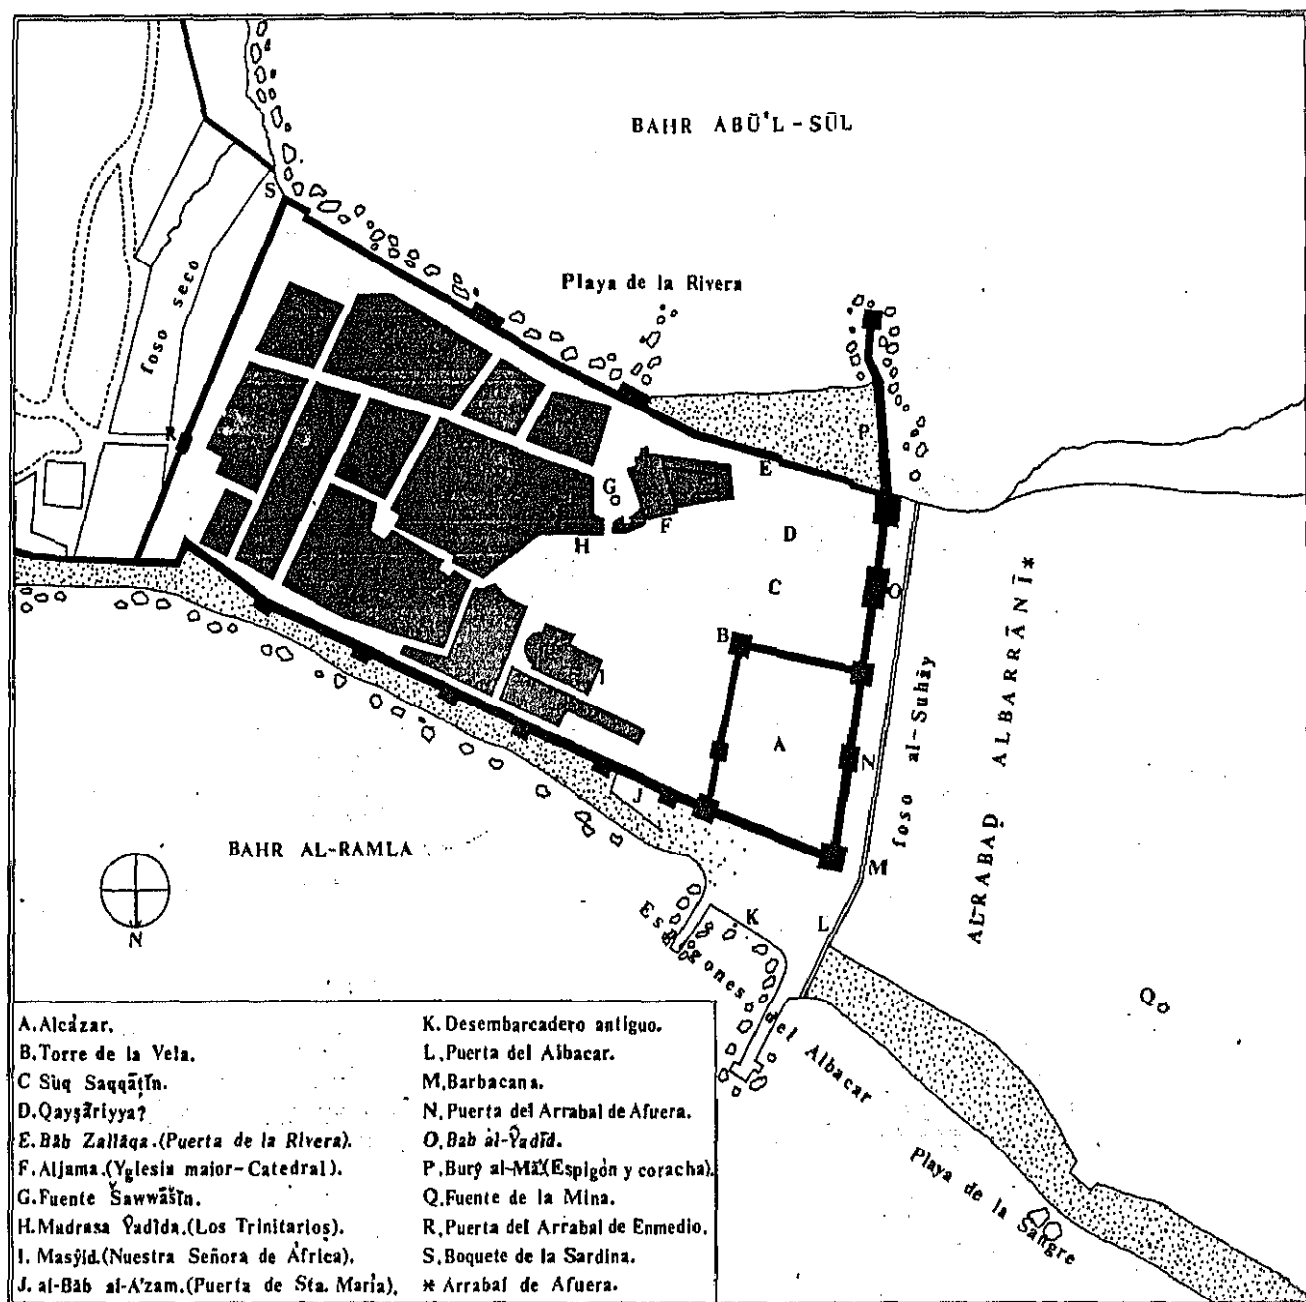 BAHR ABŪ'L-SŪL
S
foso seco
Playa de la Rivera
R
P
E
G
F
H
D
C
O
B
I
A
N
J
foso al-Suhāŷ
AL-RABAḌ ALBARRĀNĪ*
BAHR AL-RAMLA
M
K
L
Espigones del Albacar
N
Q
Playa de la Sangre
A. Alcázar.
B. Torre de la Vela.
C Sūq Saqqāṭīn.
D. Qayṣāriyya?
E. Bāb Zallāqa. (Puerta de la Rivera).
F. Aljama. (Yglesia maior-Catedral).
G. Fuente Šawwāšīn.
H. Madrasa Ŷadīda. (Los Trinitarios).
I. Masŷid. (Nuestra Señora de África).
J. al-Bāb al-A'zam. (Puerta de Sta. María).
K. Desembarcadero antiguo.
L. Puerta del Albacar.
M. Barbacana.
N. Puerta del Arrabal de Afuera.
O. Bab al-Ŷadīd.
P. Burŷ al-Mā'(Espigón y coracha).
Q. Fuente de la Mina.
R. Puerta del Arrabal de Enmedio.
S. Boquete de la Sardina.
* Arrabal de Afuera.